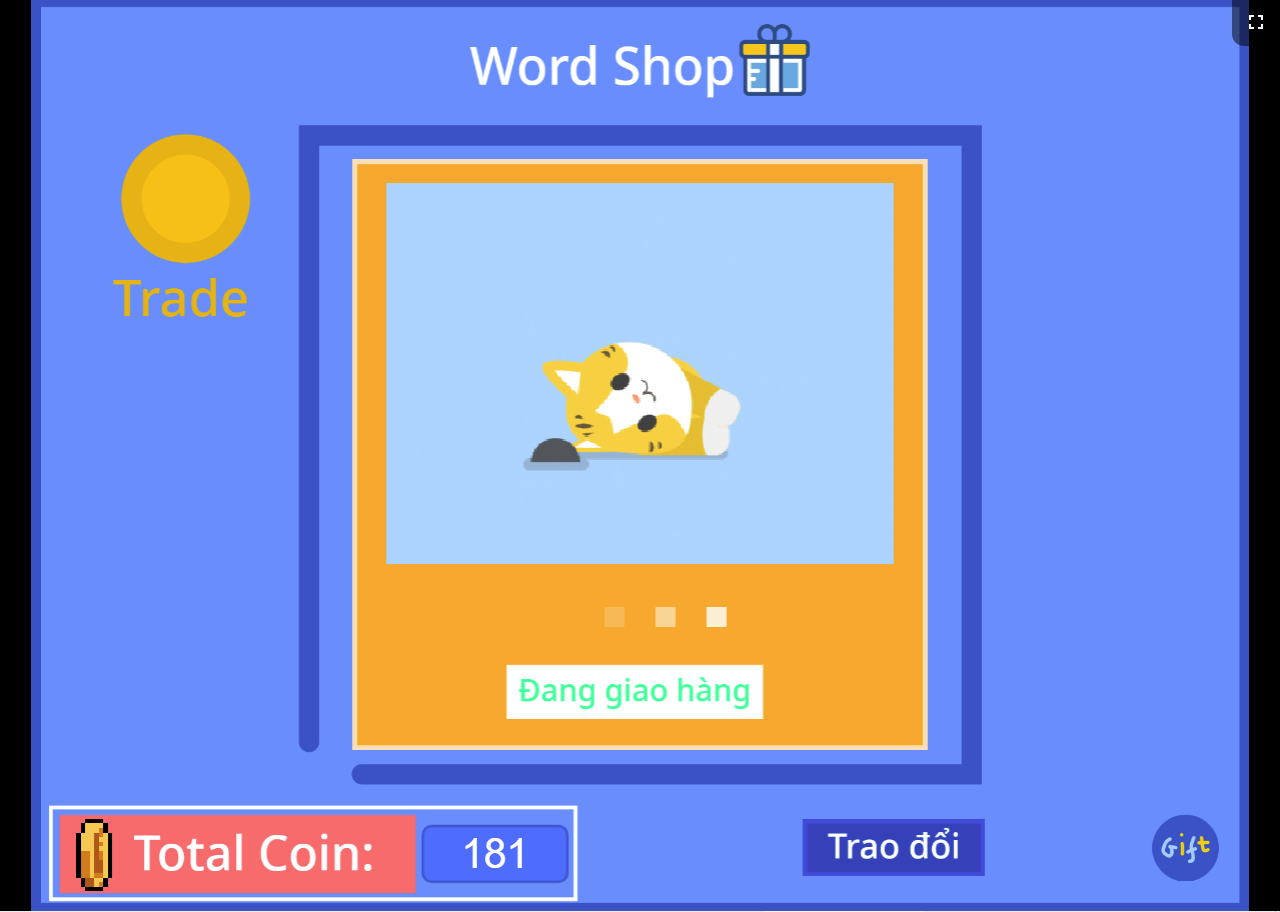 Word Shop
Trade
Đang giao hàng
Total Coin: 181
Trao đổi
Gift